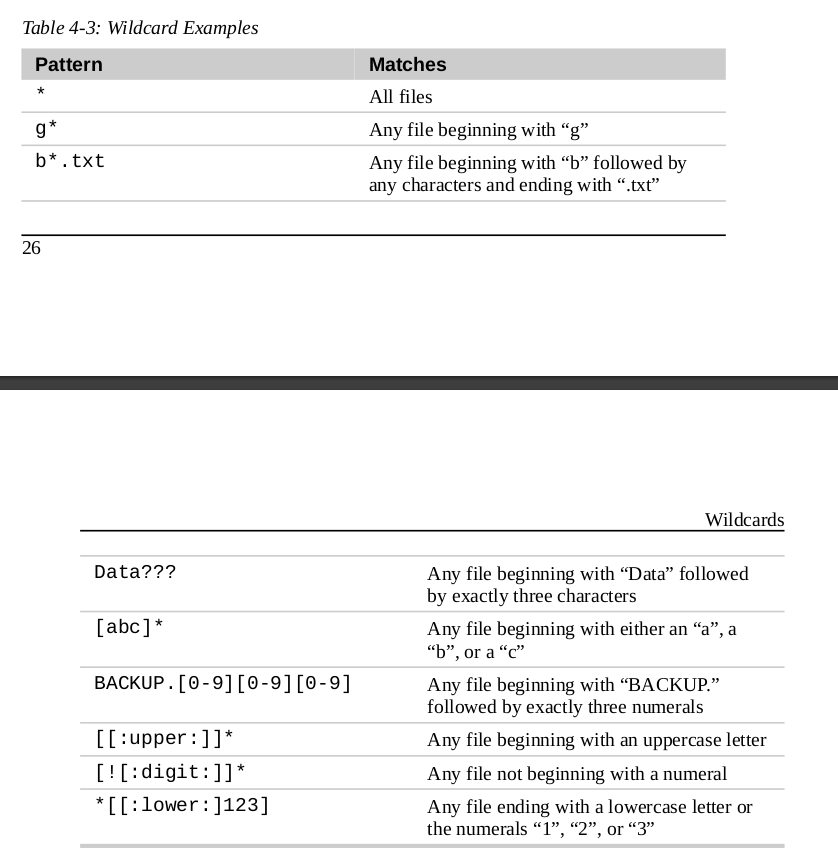 Table 4-3: Wildcard Examples
Pattern Matches
* All files
g* Any file beginning with “g”
b*.txt Any file beginning with “b” followed by
any characters and ending with “.txt”
26
Wildcards
Data??? Any file beginning with “Data” followed
by exactly three characters
[abc]* Any file beginning with either an “a”, a
“b”, or a “c”
BACKUP.[0-9][0-9][0-9] Any file beginning with “BACKUP.”
followed by exactly three numerals
[[:upper:]]* Any file beginning with an uppercase letter
[![:digit:]]* Any file not beginning with a numeral
*[[:lower:]123] Any file ending with a lowercase letter or
the numerals “1”, “2”, or “3”